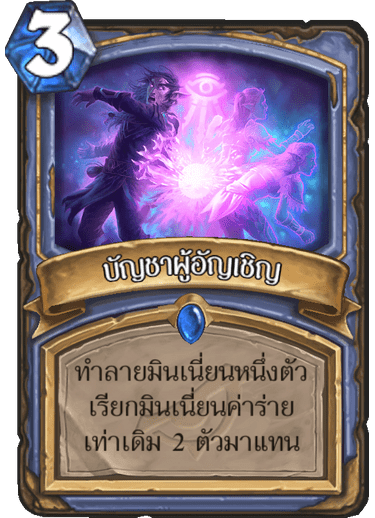 3
บัญชาผู้อัญเชิญ
ทำลายมินเนี่ยนหนึ่งตัว
เรียกมินเนี่ยนค่าร่าย
เท่าเดิม 2 ตัวมาแทน